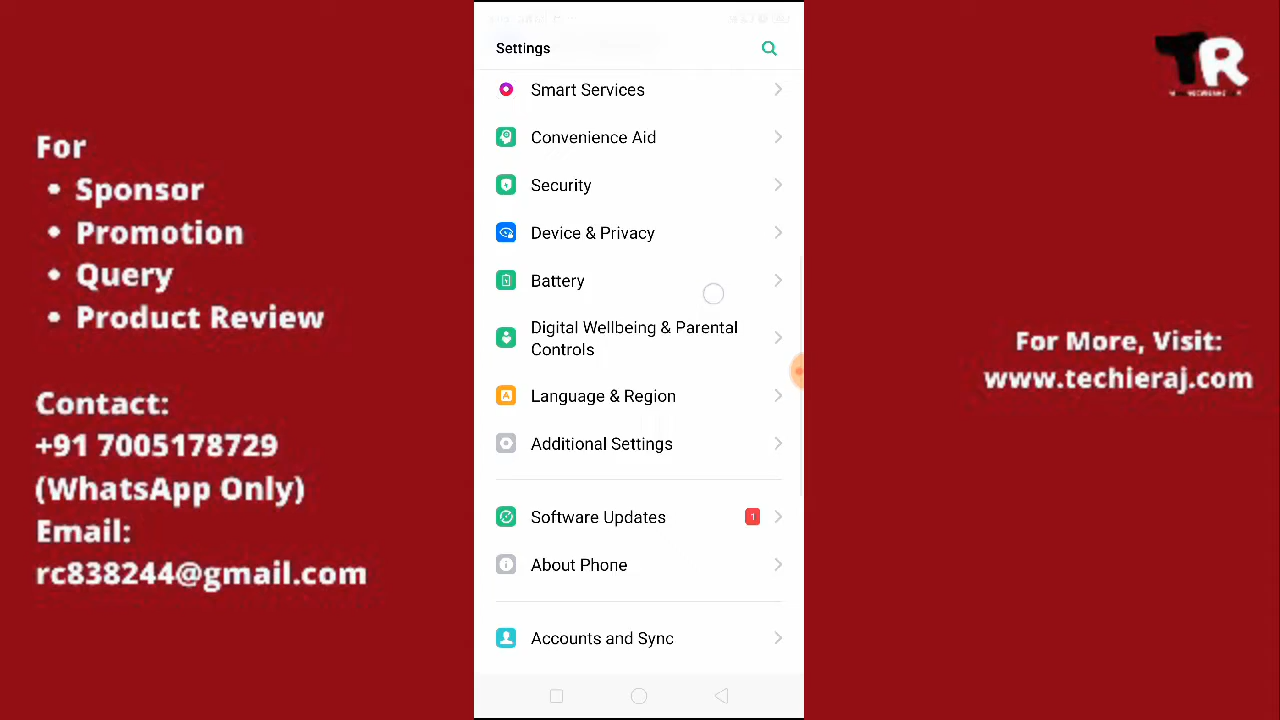 For
• Sponsor
• Promotion
• Query
• Product Review
Contact:
+91 7005178729
(WhatsApp Only)
Email:
rc838244@gmail.com
Settings
Smart Services
Convenience Aid
Security
Device & Privacy
Battery
Digital Wellbeing & Parental
Controls
Language & Region
Additional Settings
Software Updates
1
About Phone
Accounts and Sync
TR
For More, Visit:
www.techieraj.com